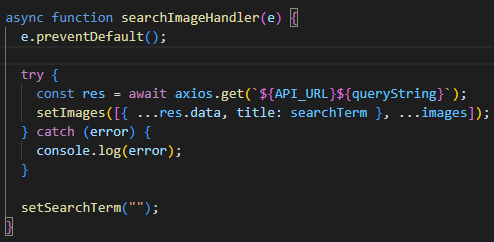 async function searchImageHandler(e) {
e.preventDefault();
try {
const res = await axios.get(`${API_URL}${queryString}`);
setImages([{ ...res.data, title: searchTerm }, ...images]);
} catch (error) {
console.log(error);
}
setSearchTerm("");
}